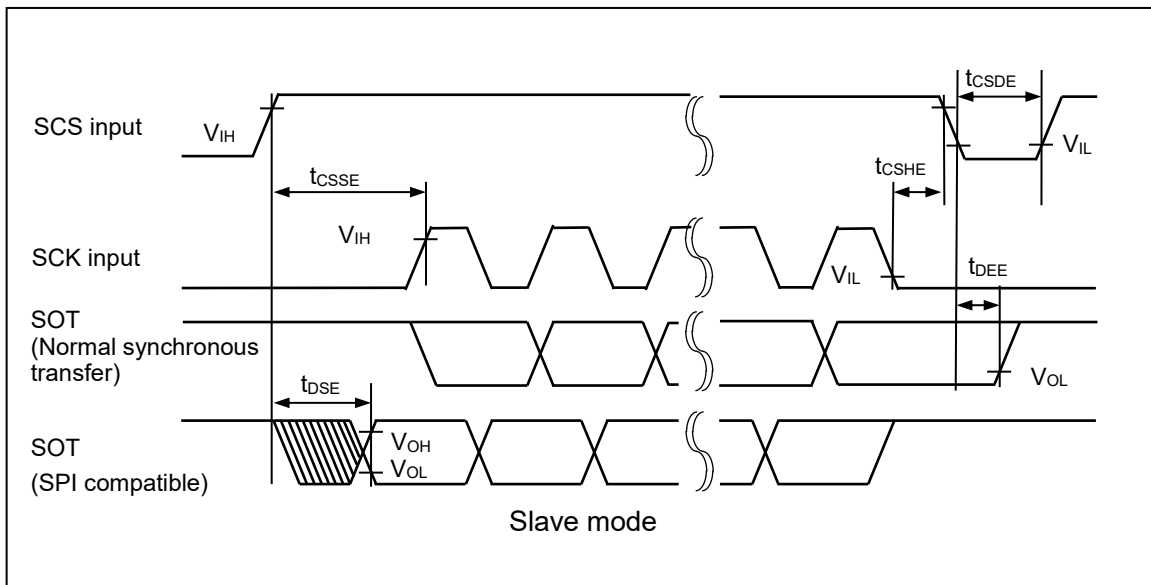 tCSDE
SCS input
VIH
VIL
tCSHE
tCSSE
VIH
SCK input
VIL
tDEE
SOT
(Normal synchronous
transfer)
tDSE
VOL
VOH
SOT
VOL
(SPI compatible)
Slave mode